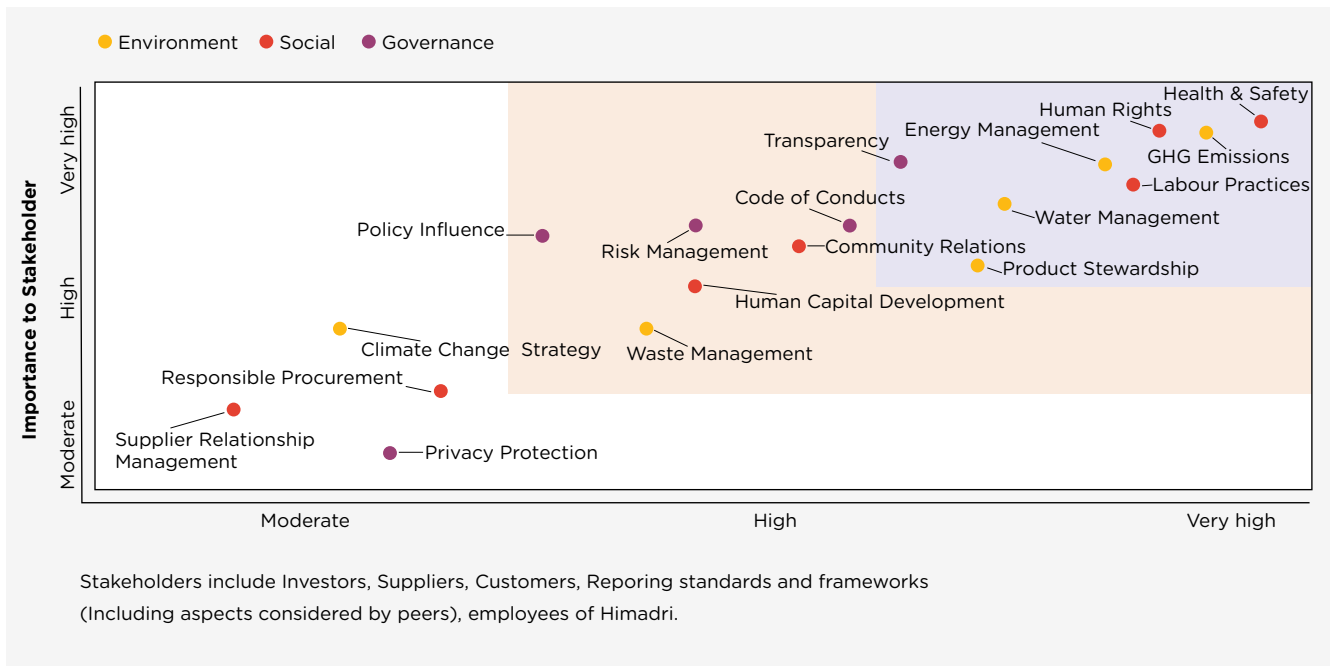 Environment Social Governance
Health & Safety
Human Rights
Energy Management
Transparency
GHG Emissions
Labour Practices
Code of Conducts
Water Management
Policy Influence
Risk Management
Community Relations
Product Stewardship
Human Capital Development
Climate Change Strategy
Waste Management
Responsible Procurement
Supplier Relationship
Management
Privacy Protection
Importance to Stakeholder
Very high
High
Moderate
Moderate High Very high
Stakeholders include Investors, Suppliers, Customers, Reporing standards and frameworks
(Including aspects considered by peers), employees of Himadri.